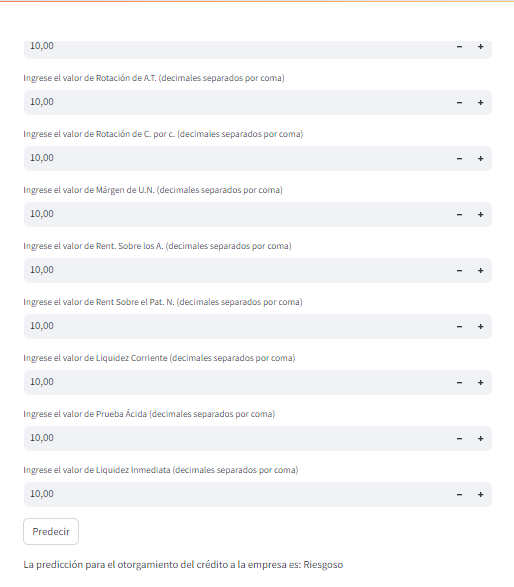 10,00
Ingrese el valor de Rotación de A.T. (decimales separados por coma)
10,00
Ingrese el valor de Rotación de C. por c. (decimales separados por coma)
10,00
Ingrese el valor de Márgen de U.N. (decimales separados por coma)
10,00
Ingrese el valor de Rent. Sobre los A. (decimales separados por coma)
10,00
Ingrese el valor de Rent Sobre el Pat. N. (decimales separados por coma)
10,00
Ingrese el valor de Liquidez Corriente (decimales separados por coma)
10,00
Ingrese el valor de Prueba Ácida (decimales separados por coma)
10,00
Ingrese el valor de Liquidez Inmediata (decimales separados por coma)
10,00
Predecir
La predicción para el otorgamiento del crédito a la empresa es: Riesgoso